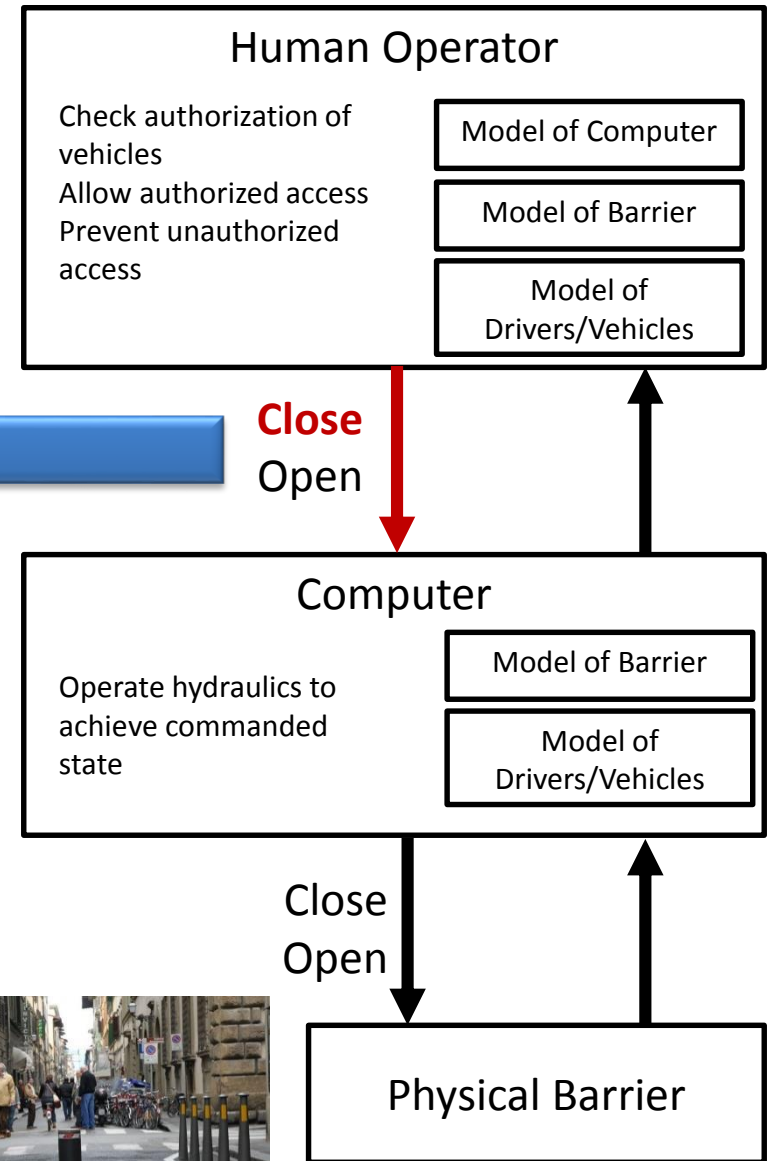 Human Operator
Check authorization of
vehicles
Allow authorized access
Prevent unauthorized
access
Model of Computer
Model of Barrier
Model of
Drivers/Vehicles
Close
Open
Computer
Operate hydraulics to
achieve commanded
state
Model of Barrier
Model of
Drivers/Vehicles
Close
Open
Physical Barrier